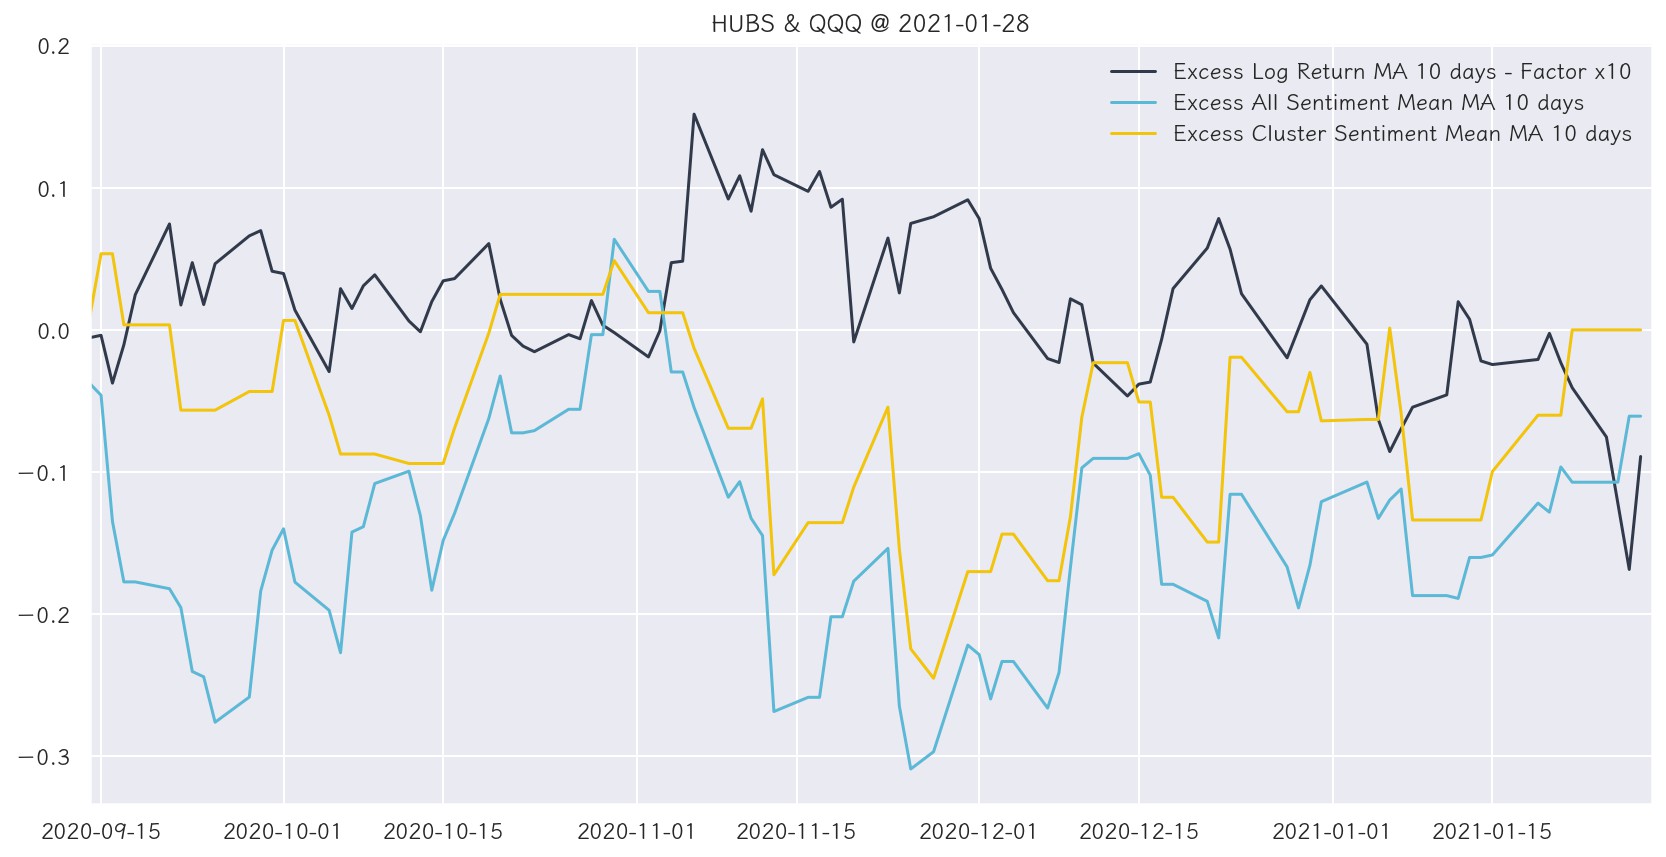 HUBS & QQQ @ 2021-01-28
Excess Log Return MA 10 days - Factor x10
Excess All Sentiment Mean MA 10 days
Excess Cluster Sentiment Mean MA 10 days
0.2
0.1
0.0
−0.1
−0.2
−0.3
2020-09-15 2020-10-01 2020-10-15 2020-11-01 2020-11-15 2020-12-01 2020-12-15 2021-01-01 2021-01-15